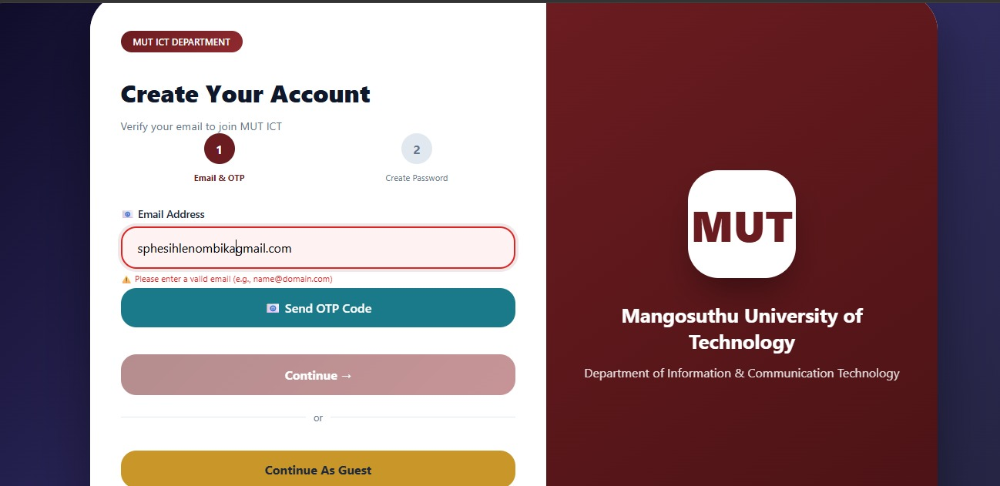 MUT ICT DEPARTMENT
Create Your Account
Verify your email to join MUT ICT
1
2
Email & OTP
Create Password
Email Address
sphesihlenombikagmail.com
Please enter a valid email (e.g., name@domain.com)
Send OTP Code
Continue →
or
Continue As Guest
MUT
Mangosuthu University of
Technology
Department of Information & Communication Technology